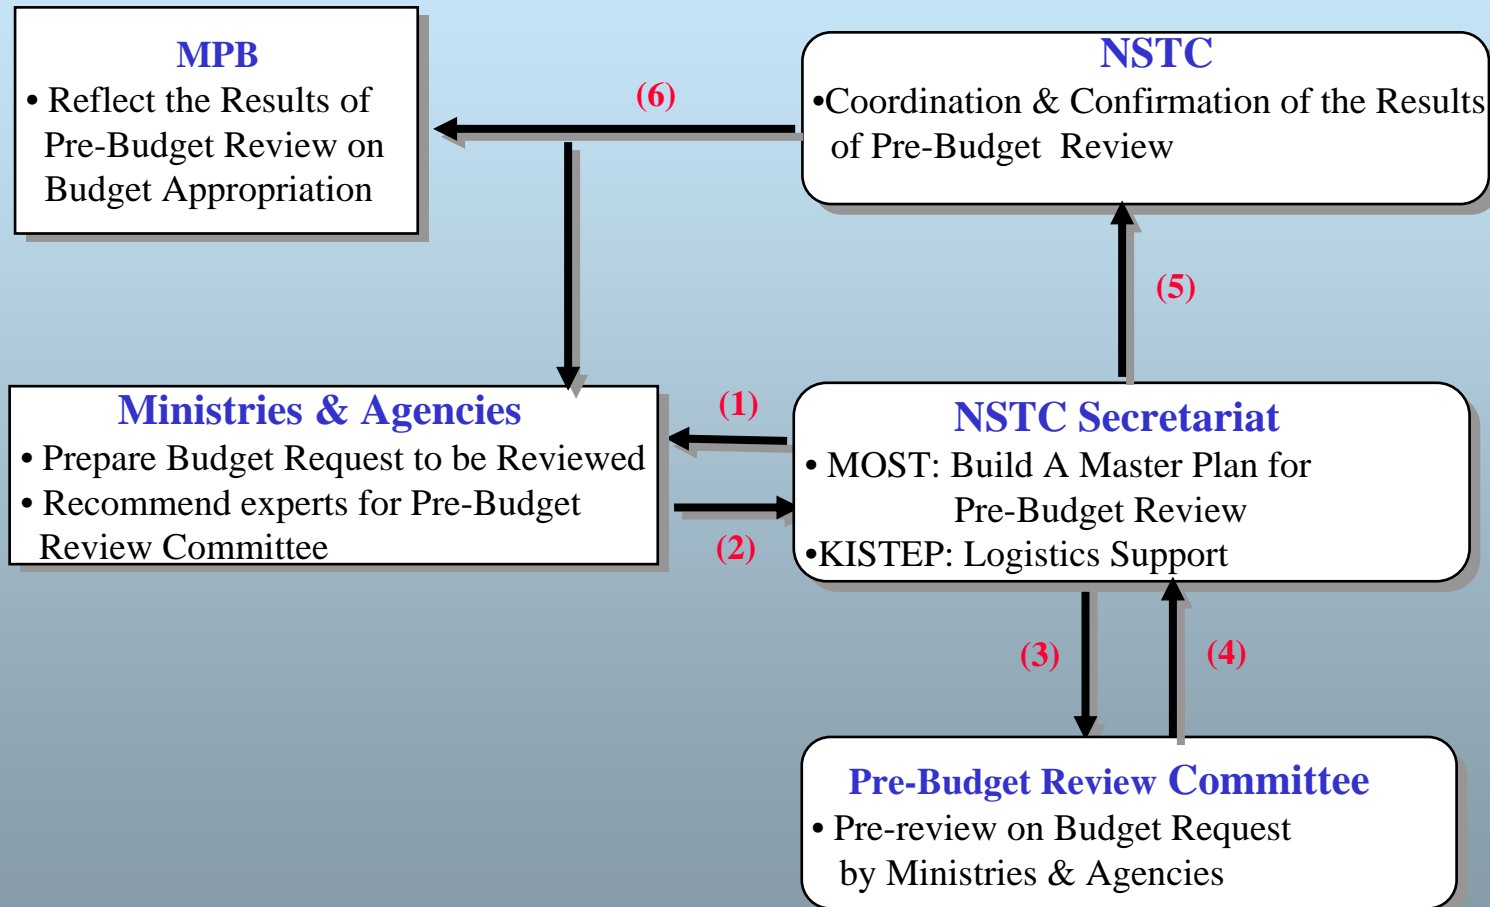 MPB
• Reflect the Results of
Pre-Budget Review on
Budget Appropriation
(6)
NSTC
•Coordination & Confirmation of the Results
of Pre-Budget Review
(5)
Ministries & Agencies
• Prepare Budget Request to be Reviewed
• Recommend experts for Pre-Budget
Review Committee
(1)
(2)
NSTC Secretariat
• MOST: Build A Master Plan for
Pre-Budget Review
•KISTEP: Logistics Support
(3)
(4)
Pre-Budget Review Committee
• Pre-review on Budget Request
by Ministries & Agencies